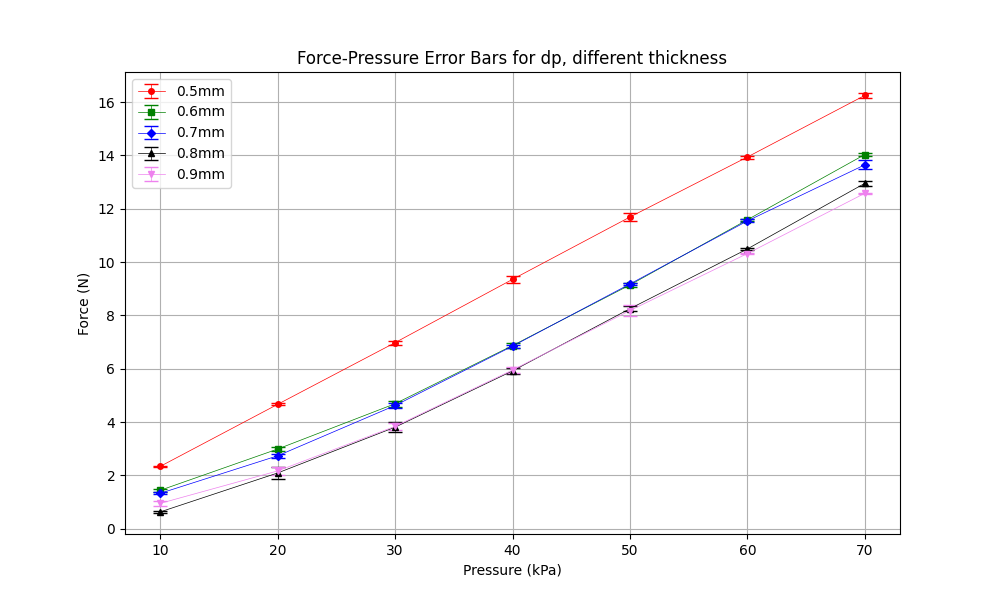 Force-Pressure Error Bars for dp, different thickness
0.5mm
0.6mm
0.7mm
0.8mm
0.9mm
Force (N)
16
14
12
10
8
6
4
2
0
10 20 30 40 50 60 70
Pressure (kPa)